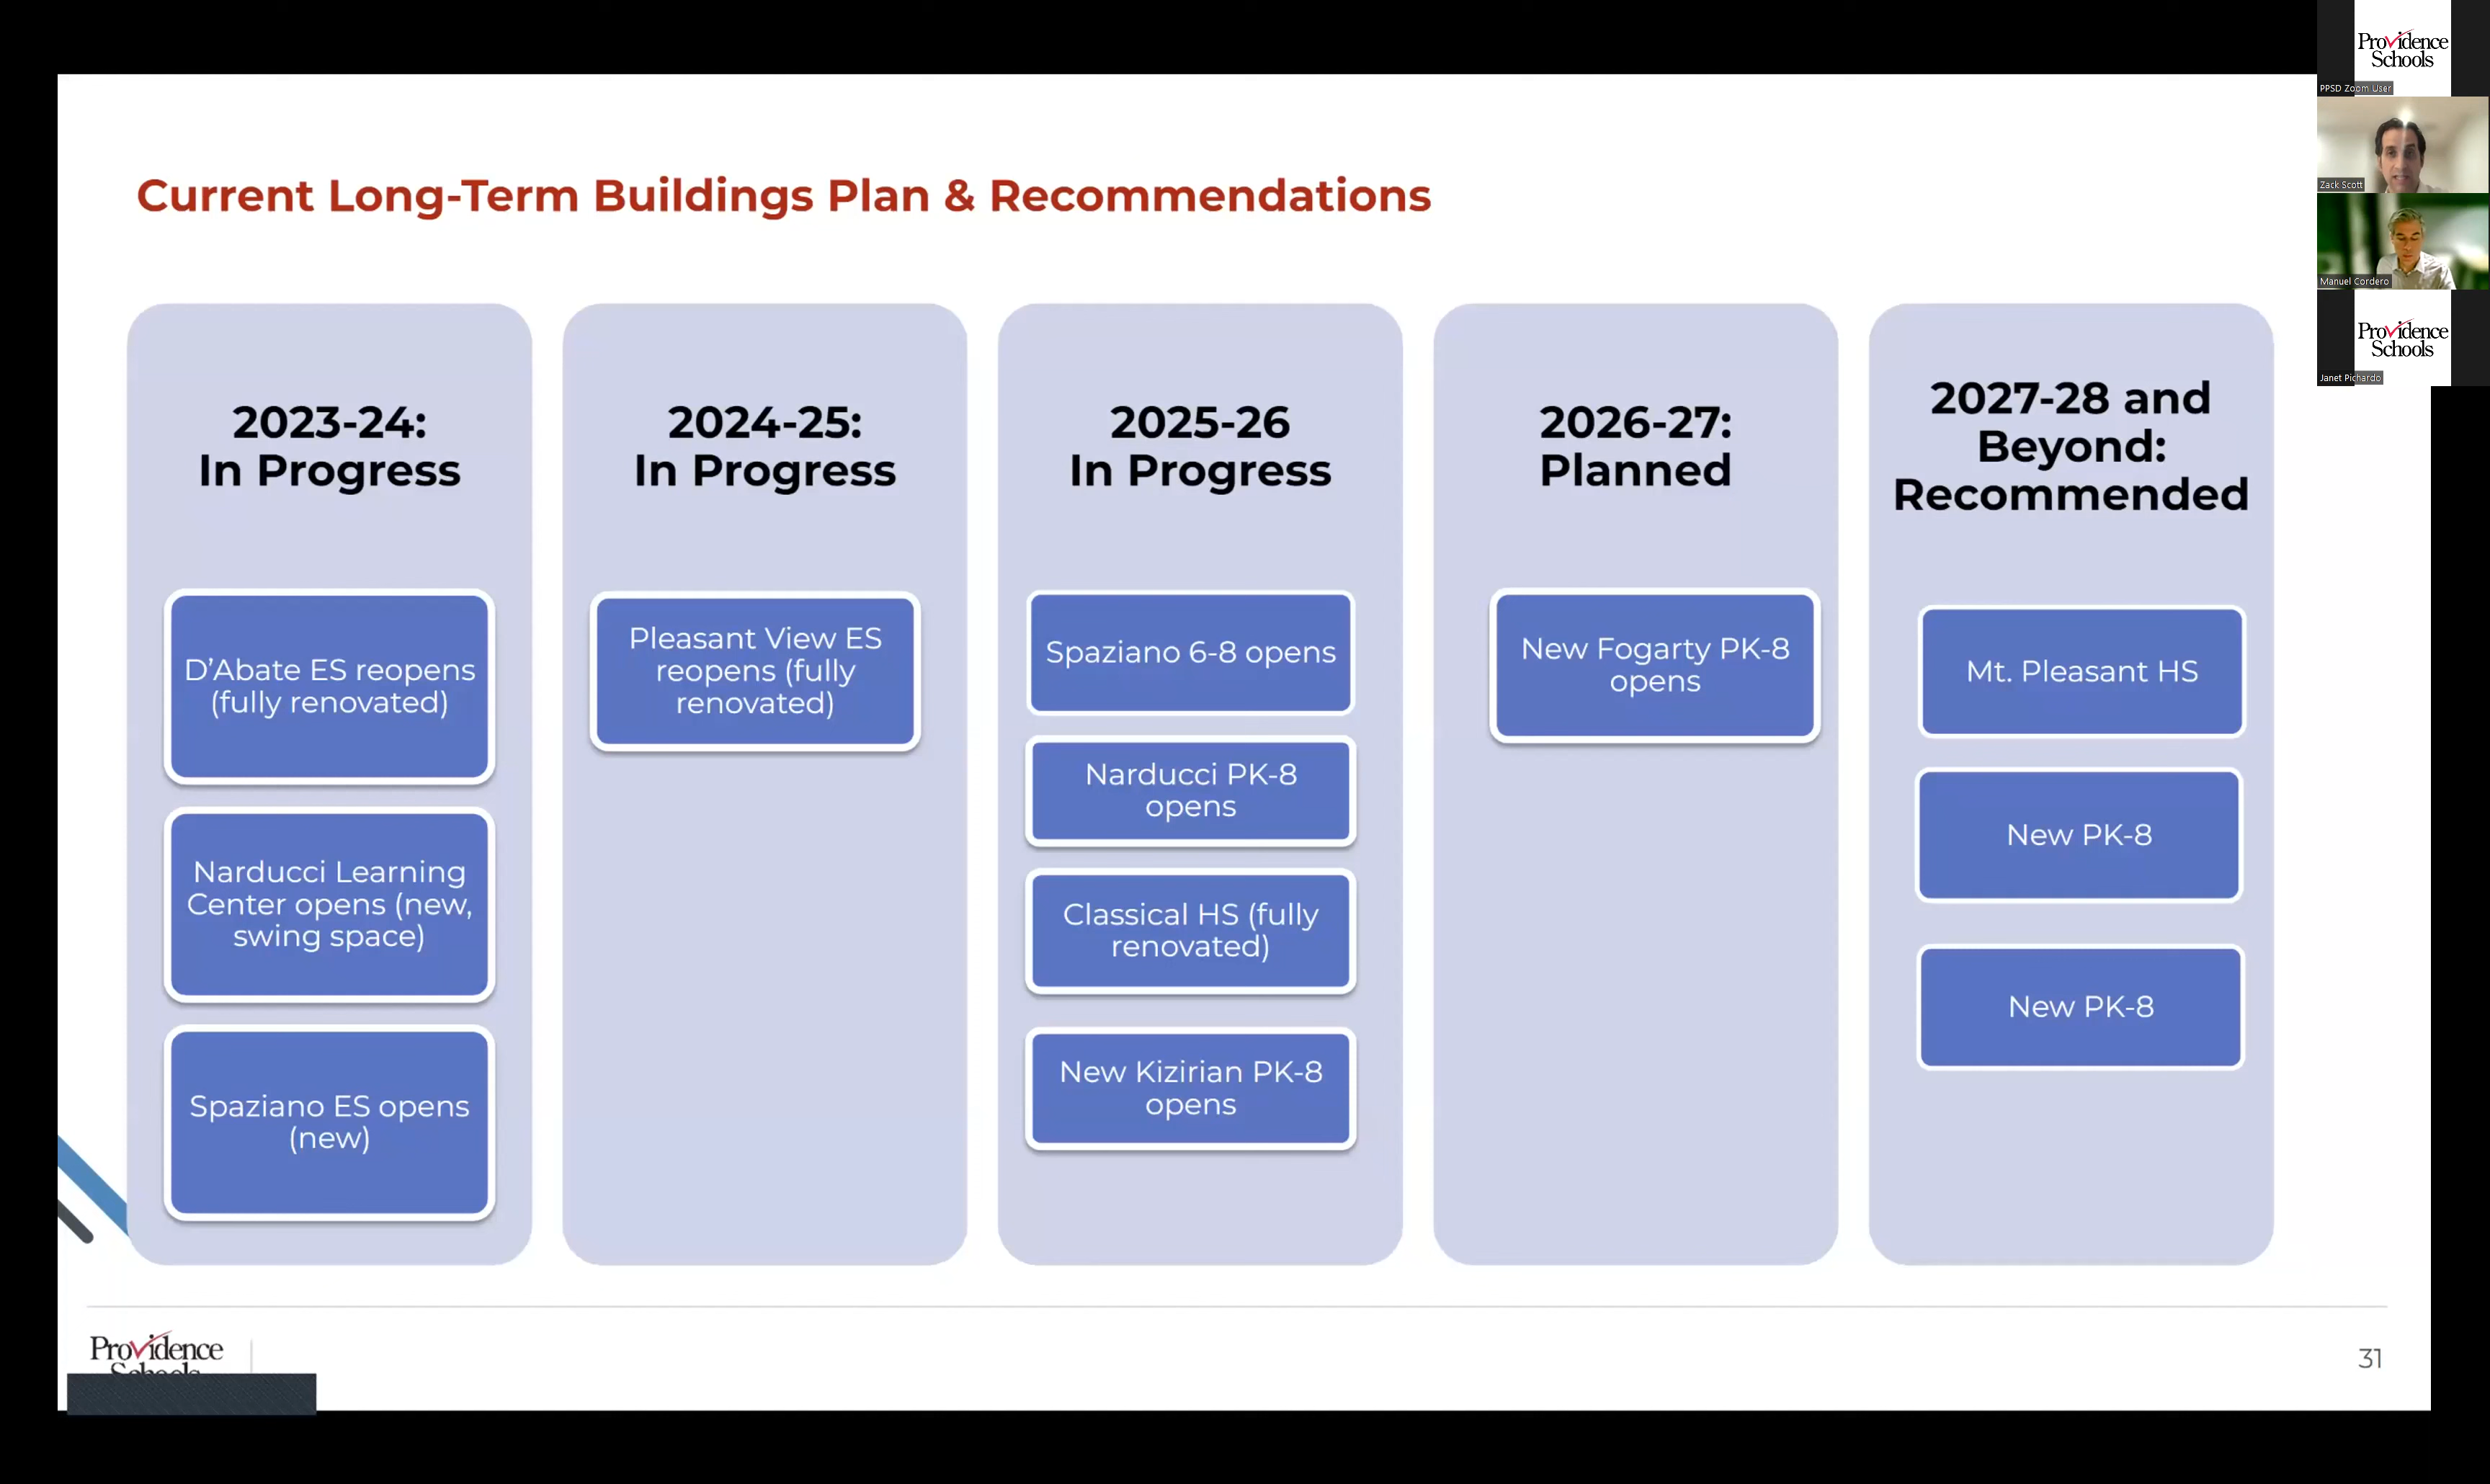 Current Long-Term Buildings Plan & Recommendations
2023-24:
In Progress
D'Abate ES reopens
(fully renovated)
Narducci Learning
Center opens (new,
swing space)
Spaziano ES opens
(new)
2024-25:
In Progress
Pleasant View ES
reopens (fully
renovated)
2025-26
In Progress
Spaziano 6-8 opens
Narducci PK-8
opens
Classical HS (fully
renovated)
New Kizirian PK-8
opens
2026-27:
Planned
New Fogarty PK-8
opens
2027-28 and
Beyond:
Recommended
Mt. Pleasant HS
New PK-8
New PK-8
Providence
Schools
31
Providence
Schools
PPSD Zoom User
Zack Scott
Manuel Cordero
Providence
Schools
Janet Pichardo